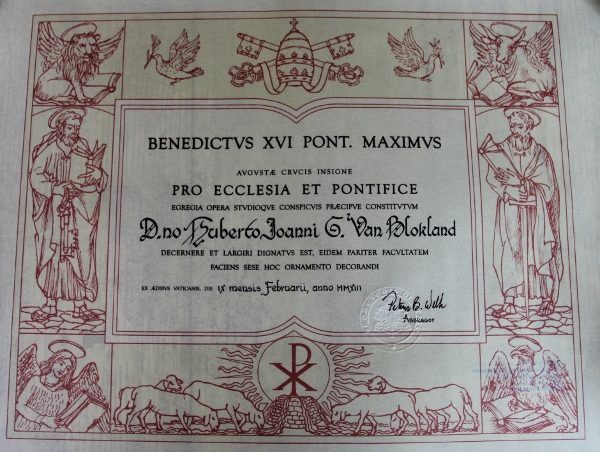 BENEDICTVS XVI PONT. MAXIMVS
AVGVSTÆ CRVCIS INSIGNE
PRO ECCLESIA ET PONTIFICE
EGREGIA OPERA STVDIOQVE CONSPICVIS PRÆCIPVE CONSTITVTVM
D.no Huberto Joanni G. Van Blokland
DECERNERE ET LARGIRI DIGNATVS EST, EIDEM PARITER FACVLTATEM
FACIENS SESE HOC ORNAMENTO DECORANDI
EX ÆDIBVS VATICANIS, DIE IX mensis Februarii, anno MMXIII
Petrus B. Wells
Assessor